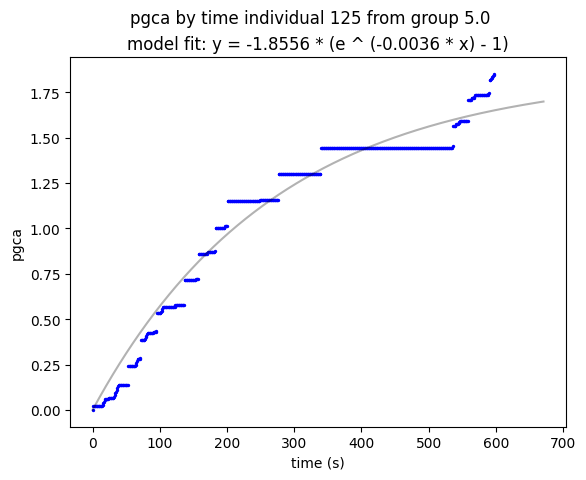 pgca by time individual 125 from group 5.0
model fit: y = -1.8556 * (e ^ (-0.0036 * x) - 1)
pgca
1.75
1.50
1.25
1.00
0.75
0.50
0.25
0.00
0 100 200 300 400 500 600 700
time (s)